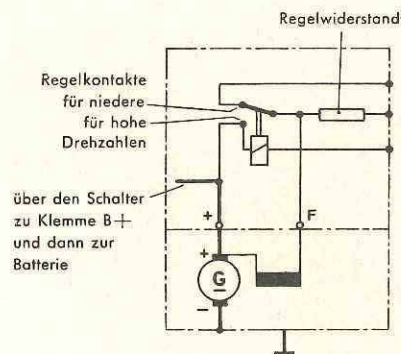 Regelwiderstand
Regelkontakte
für niedere
für hohe
Drehzahlen
über den Schalter
zu Klemme B+
und dann zur
Batterie
+
F
+
G
–